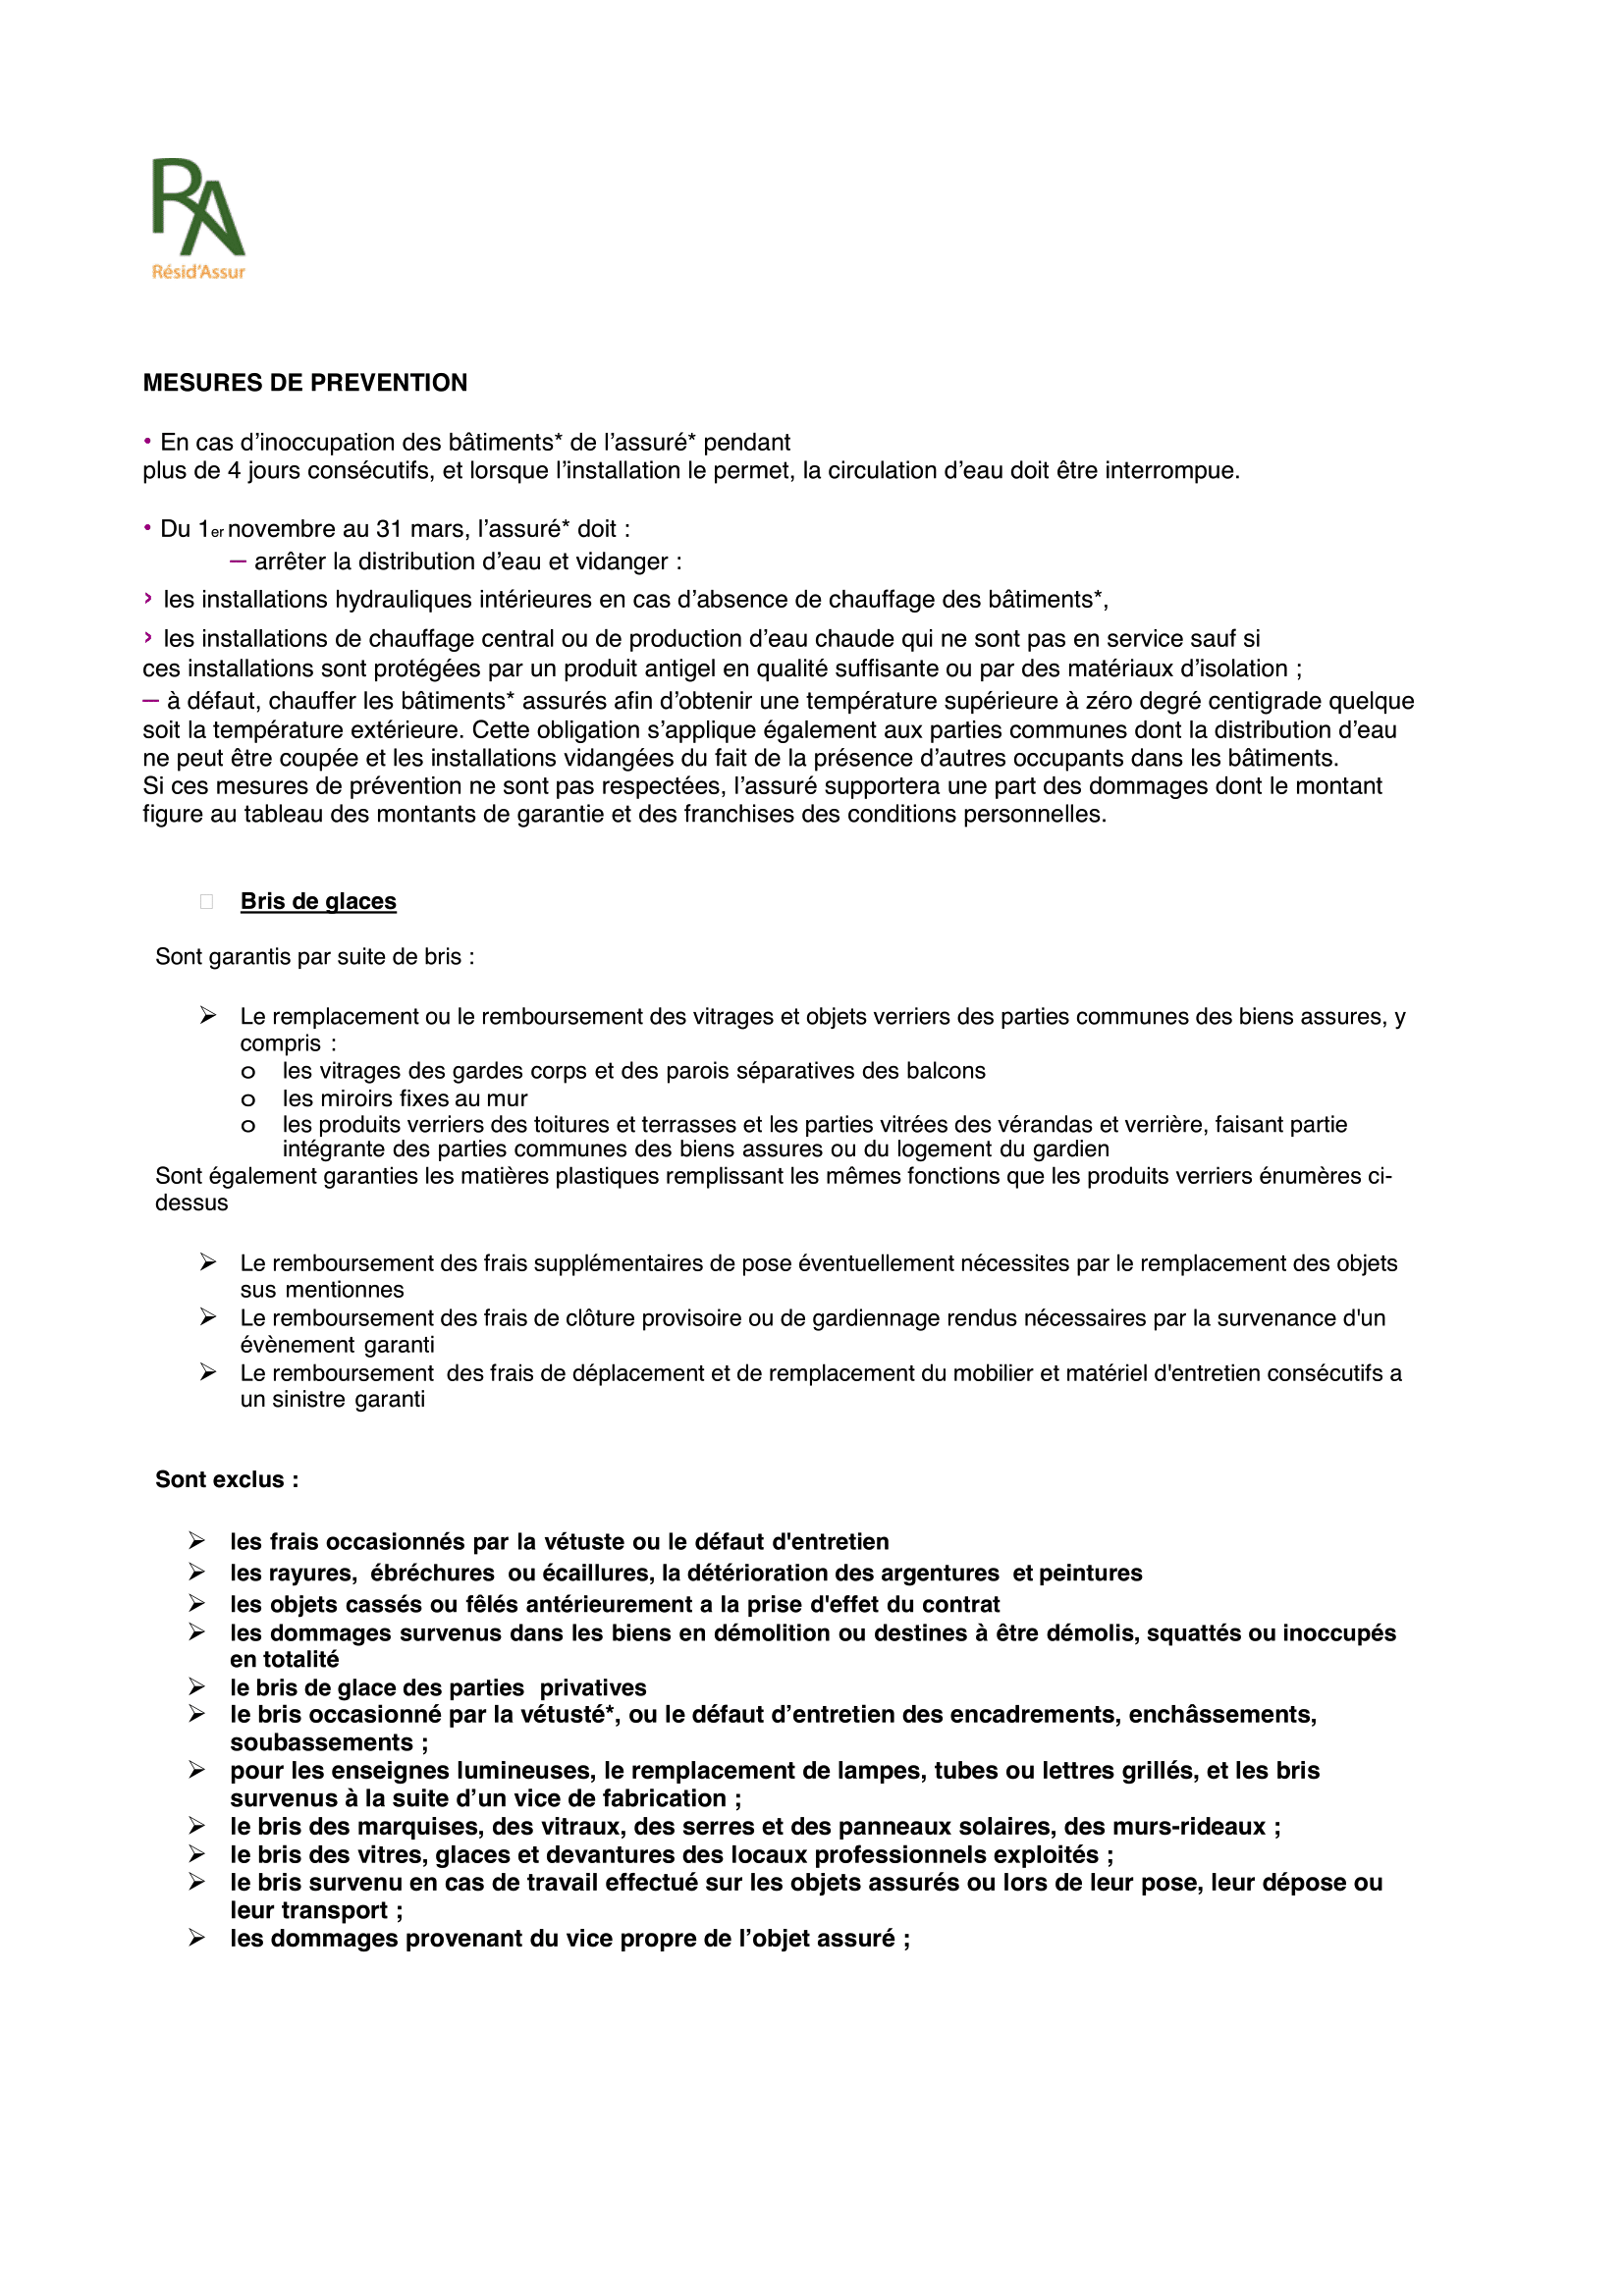 RA
Résid'Assur
MESURES DE PREVENTION
• En cas d’inoccupation des bâtiments* de l’assuré* pendant
plus de 4 jours consécutifs, et lorsque l’installation le permet, la circulation d’eau doit être interrompue.
• Du 1er novembre au 31 mars, l’assuré* doit :
– arrêter la distribution d’eau et vidanger :
› les installations hydrauliques intérieures en cas d’absence de chauffage des bâtiments*,
› les installations de chauffage central ou de production d’eau chaude qui ne sont pas en service sauf si
ces installations sont protégées par un produit antigel en qualité suffisante ou par des matériaux d’isolation ;
– à défaut, chauffer les bâtiments* assurés afin d’obtenir une température supérieure à zéro degré centigrade quelque
soit la température extérieure. Cette obligation s’applique également aux parties communes dont la distribution d’eau
ne peut être coupée et les installations vidangées du fait de la présence d’autres occupants dans les bâtiments.
Si ces mesures de prévention ne sont pas respectées, l’assuré supportera une part des dommages dont le montant
figure au tableau des montants de garantie et des franchises des conditions personnelles.
Bris de glaces
Sont garantis par suite de bris :
➢ Le remplacement ou le remboursement des vitrages et objets verriers des parties communes des biens assures, y
compris :
o les vitrages des gardes corps et des parois séparatives des balcons
o les miroirs fixes au mur
o les produits verriers des toitures et terrasses et les parties vitrées des vérandas et verrière, faisant partie
intégrante des parties communes des biens assures ou du logement du gardien
Sont également garanties les matières plastiques remplissant les mêmes fonctions que les produits verriers énumères ci-
dessus
➢ Le remboursement des frais supplémentaires de pose éventuellement nécessites par le remplacement des objets
sus mentionnes
➢ Le remboursement des frais de clôture provisoire ou de gardiennage rendus nécessaires par la survenance d'un
évènement garanti
➢ Le remboursement des frais de déplacement et de remplacement du mobilier et matériel d'entretien consécutifs a
un sinistre garanti
Sont exclus :
➢ les frais occasionnés par la vétuste ou le défaut d'entretien
➢ les rayures, ébréchures ou écaillures, la détérioration des argentures et peintures
➢ les objets cassés ou fêlés antérieurement a la prise d'effet du contrat
➢ les dommages survenus dans les biens en démolition ou destines à être démolis, squattés ou inoccupés
en totalité
➢ le bris de glace des parties privatives
➢ le bris occasionné par la vétusté*, ou le défaut d’entretien des encadrements, enchâssements,
soubassements ;
➢ pour les enseignes lumineuses, le remplacement de lampes, tubes ou lettres grillés, et les bris
survenus à la suite d’un vice de fabrication ;
➢ le bris des marquises, des vitraux, des serres et des panneaux solaires, des murs-rideaux ;
➢ le bris des vitres, glaces et devantures des locaux professionnels exploités ;
➢ le bris survenu en cas de travail effectué sur les objets assurés ou lors de leur pose, leur dépose ou
leur transport ;
➢ les dommages provenant du vice propre de l’objet assuré ;